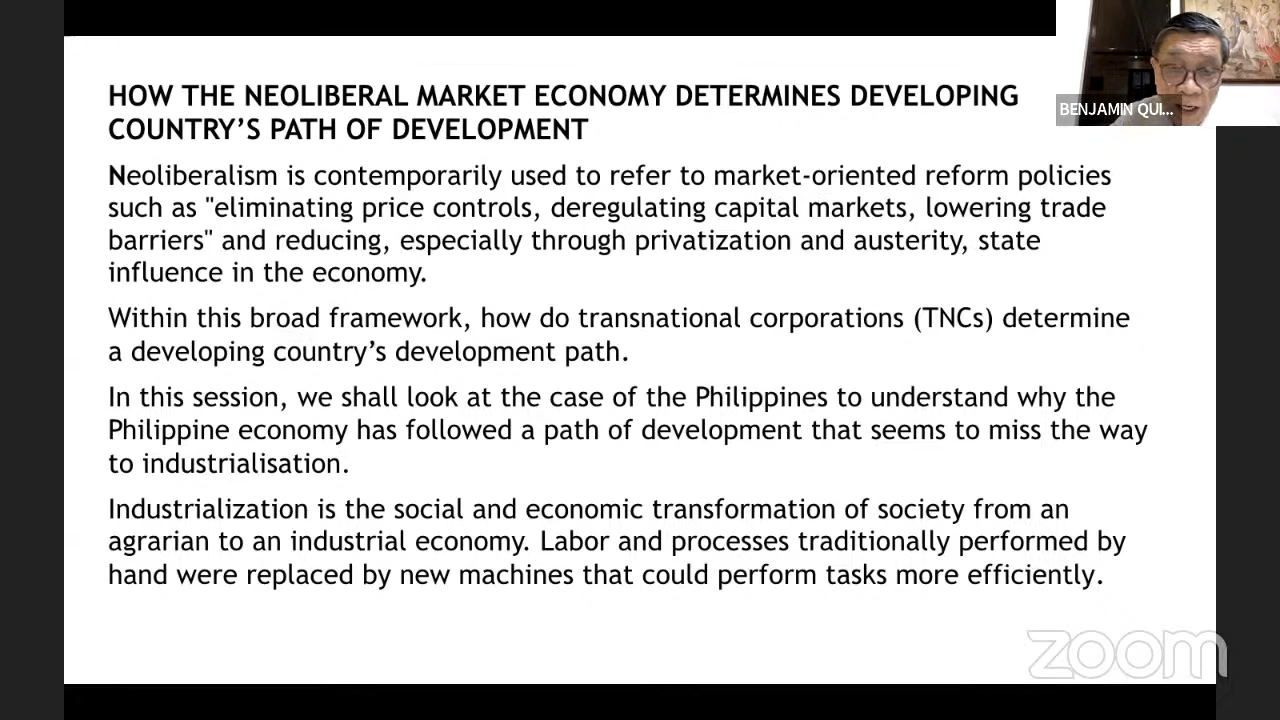 HOW THE NEOLIBERAL MARKET ECONOMY DETERMINES DEVELOPING
COUNTRY’S PATH OF DEVELOPMENT
BENJAMIN QUI...
Neoliberalism is contemporarily used to refer to market-oriented reform policies
such as "eliminating price controls, deregulating capital markets, lowering trade
barriers" and reducing, especially through privatization and austerity, state
influence in the economy.
Within this broad framework, how do transnational corporations (TNCs) determine
a developing country’s development path.
In this session, we shall look at the case of the Philippines to understand why the
Philippine economy has followed a path of development that seems to miss the way
to industrialisation.
Industrialization is the social and economic transformation of society from an
agrarian to an industrial economy. Labor and processes traditionally performed by
hand were replaced by new machines that could perform tasks more efficiently.
zoom